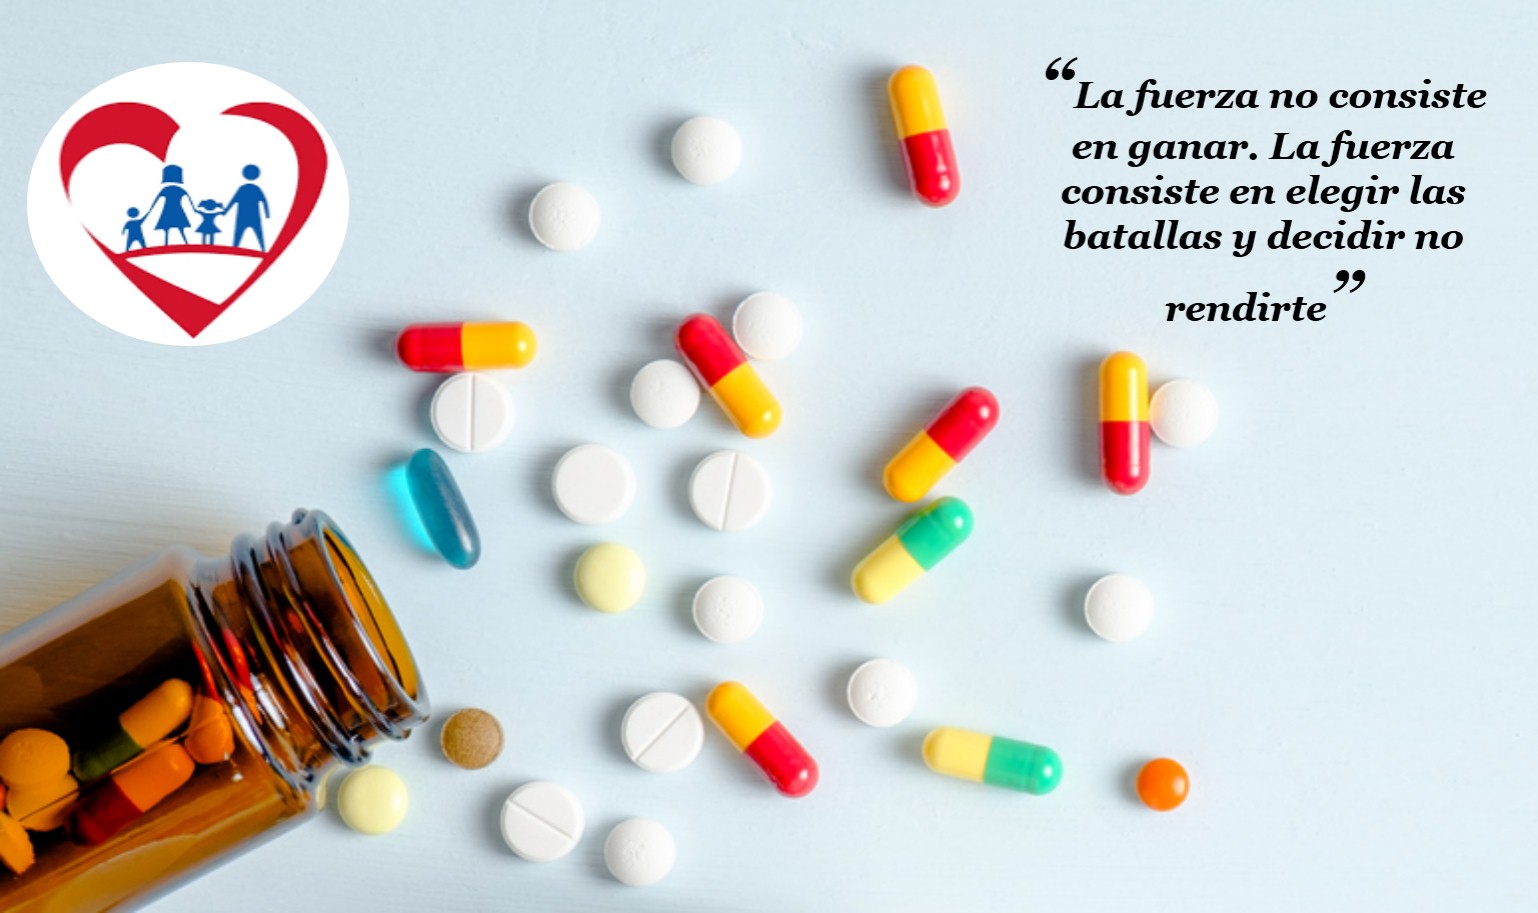 “La fuerza no consiste
en ganar. La fuerza
consiste en elegir las
batallas y decidir no
rendirte”